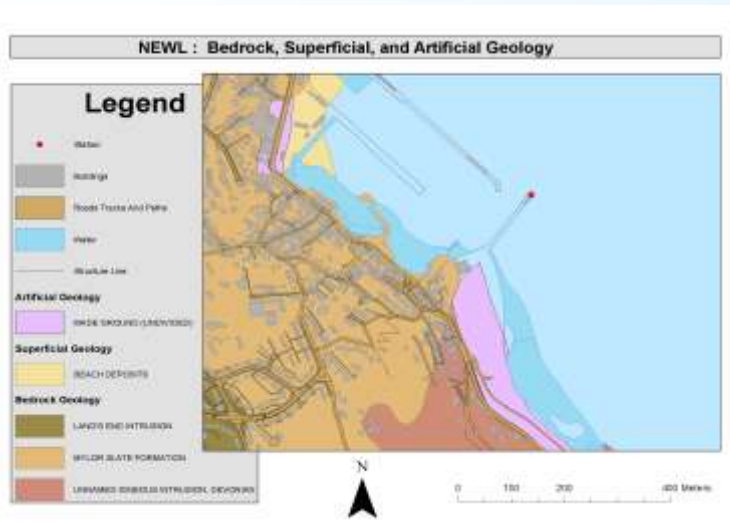 NEWL : Bedrock, Superficial, and Artificial Geology
Legend
Station
Buildings
Roads Tracks And Paths
Water
Structure Line
Artificial Geology
MADE GROUND (UNDIVIDED)
Superficial Geology
BEACH DEPOSITS
Bedrock Geology
LAND'S END INTRUSION
MYLOR SLATE FORMATION
UNNAMED IGNEOUS INTRUSION, DEVONIAN
N
0 100 200 400 Meters